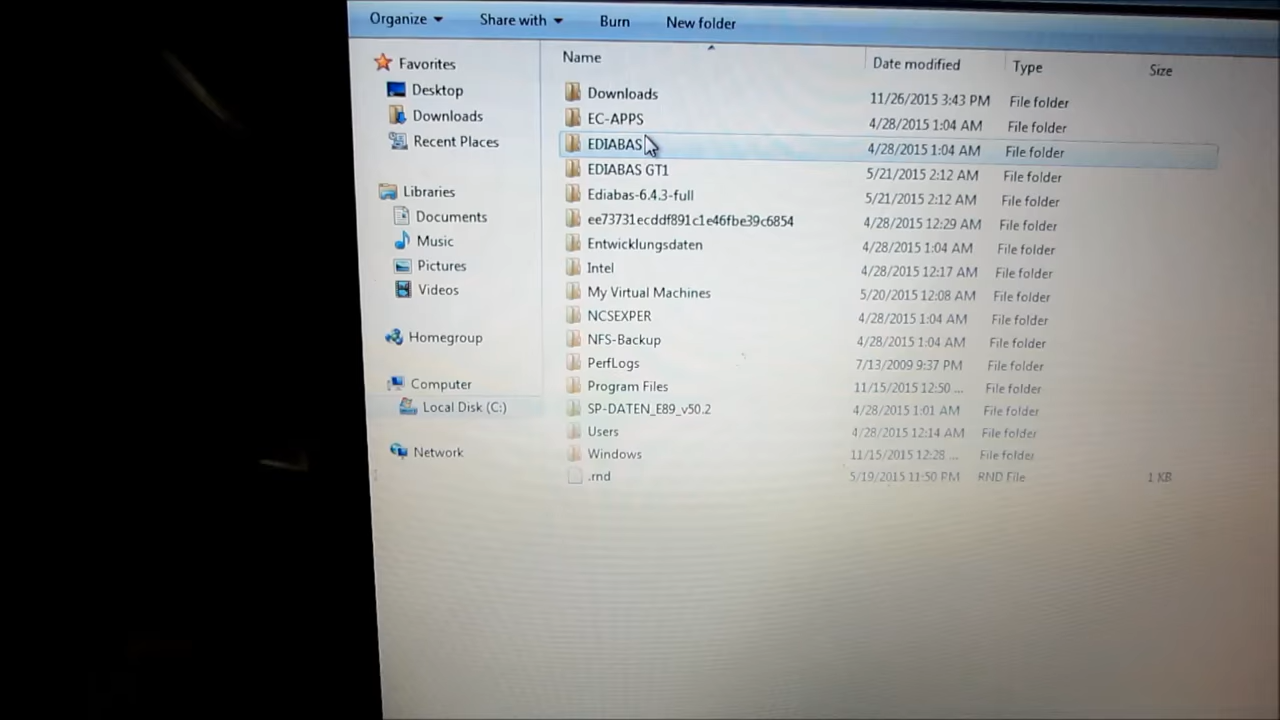 Organize Share with Burn New folder
Name Date modified Type Size
Favorites
Desktop
Downloads
Recent Places
Libraries
Documents
Music
Pictures
Videos
Homegroup
Computer
Local Disk (C:)
Network
Downloads 11/26/2015 3:43 PM File folder
EC-APPS 4/28/2015 1:04 AM File folder
EDIABAS 4/28/2015 1:04 AM File folder
EDIABAS GT1 5/21/2015 2:12 AM File folder
Ediabas-6.4.3-full 5/21/2015 2:12 AM File folder
ee73731ecddf891c1e46fbe39c6854 4/28/2015 12:29 AM File folder
Entwicklungsdaten 4/28/2015 1:04 AM File folder
Intel 4/28/2015 12:17 AM File folder
My Virtual Machines 5/20/2015 12:08 AM File folder
NCSEXPER 4/28/2015 1:04 AM File folder
NFS-Backup 4/28/2015 1:04 AM File folder
PerfLogs 7/13/2009 9:37 PM File folder
Program Files 11/15/2015 12:50 ... File folder
SP-DATEN_E89_v50.2 4/28/2015 1:01 AM File folder
Users 4/28/2015 12:14 AM File folder
Windows 11/15/2015 12:28 ... File folder
.rnd 5/19/2015 11:50 PM RND File 1 KB